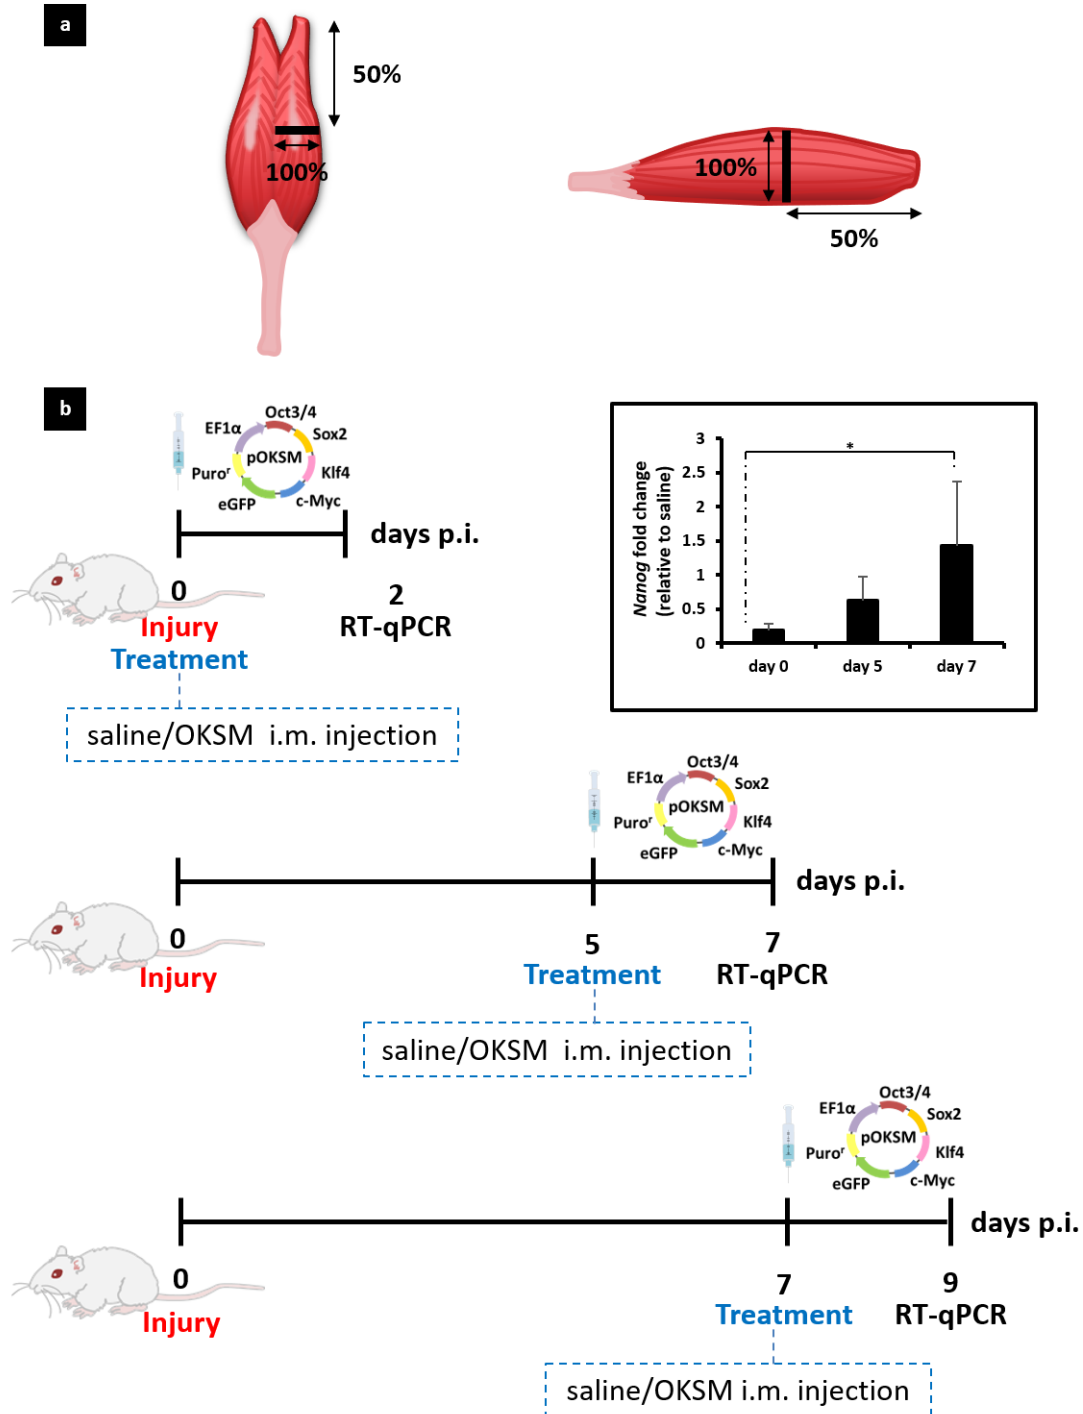 a
50%
100%
100%
50%
b
Oct3/4
EF1α
Sox2
pOKSM
Puroʳ
Klf4
eGFP
c-Myc
days p.i.
0
2
Injury
RT-qPCR
Treatment
saline/OKSM i.m. injection
Nanog fold change
(relative to saline)
3
2.5
2
1.5
1
0.5
0
*
day 0
day 5
day 7
Oct3/4
EF1α
Sox2
pOKSM
Puroʳ
Klf4
eGFP
c-Myc
days p.i.
0
5
7
Injury
Treatment
RT-qPCR
saline/OKSM i.m. injection
Oct3/4
EF1α
Sox2
pOKSM
Puroʳ
Klf4
eGFP
c-Myc
days p.i.
0
7
9
Injury
Treatment
RT-qPCR
saline/OKSM i.m. injection